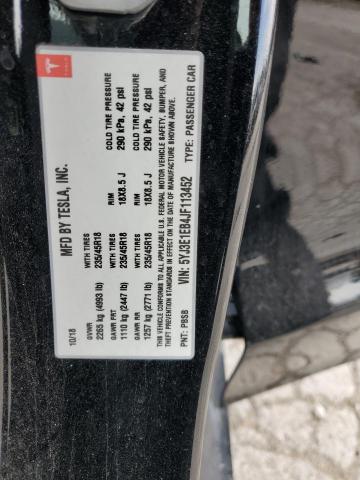 TESLA
MFD BY TESLA, INC.
10/18
GVWR
2265 kg (4993 lb)
WITH TIRES
235/45R18
RIM
18X8.5 J
COLD TIRE PRESSURE
290 kPa, 42 psi
GAWR FRT
1110 kg (2447 lb)
WITH TIRES
235/45R18
RIM
18X8.5 J
COLD TIRE PRESSURE
290 kPa, 42 psi
GAWR RR
1257 kg (2771 lb)
WITH TIRES
235/45R18
THIS VEHICLE CONFORMS TO ALL APPLICABLE U.S. FEDERAL MOTOR VEHICLE SAFETY, BUMPER, AND
THEFT PREVENTION STANDARDS IN EFFECT ON THE DATE OF MANUFACTURE SHOWN ABOVE.
VIN: 5YJ3E1EB4JF113452
TYPE: PASSENGER CAR
PNT: PBSB